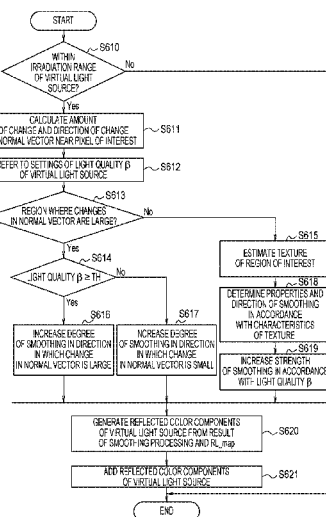 START
S610
WITHIN
IRRADIATION RANGE
OF VIRTUAL LIGHT
SOURCE?
No
Yes
CALCULATE AMOUNT
OF CHANGE AND DIRECTION OF CHANGE
NORMAL VECTOR NEAR PIXEL OF INTEREST
S611
REFER TO SETTINGS OF LIGHT QUALITY β
OF VIRTUAL LIGHT SOURCE
S612
S613
REGION WHERE CHANGES
IN NORMAL VECTOR ARE LARGE?
No
Yes
S614
LIGHT QUALITY β ≥ TH
No
Yes
S615
ESTIMATE TEXTURE
OF REGION OF INTEREST
S618
DETERMINE PROPERTIES AND
DIRECTION OF SMOOTHING
IN ACCORDANCE
WITH CHARACTERISTICS
OF TEXTURE
S616
INCREASE DEGREE
OF SMOOTHING IN DIRECTION
IN WHICH CHANGE
IN NORMAL VECTOR IS LARGE
S617
INCREASE DEGREE
OF SMOOTHING IN DIRECTION
IN WHICH CHANGE
IN NORMAL VECTOR IS SMALL
S619
INCREASE STRENGTH
OF SMOOTHING IN ACCORDANCE
WITH LIGHT QUALITY β
GENERATE REFLECTED COLOR COMPONENTS
OF VIRTUAL LIGHT SOURCE FROM RESULT
OF SMOOTHING PROCESSING AND RL_map
S620
ADD REFLECTED COLOR COMPONENTS
OF VIRTUAL LIGHT SOURCE
S621
END